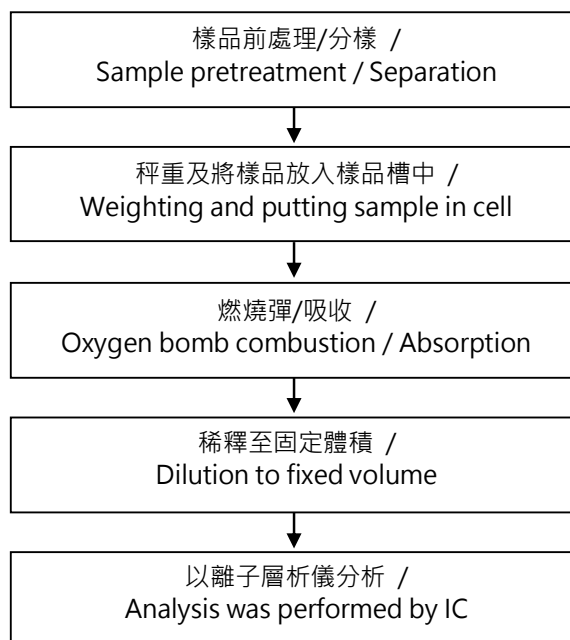 樣品前處理/分樣 /
Sample pretreatment / Separation
秤重及將樣品放入樣品槽中 /
Weighting and putting sample in cell
燃燒彈/吸收 /
Oxygen bomb combustion / Absorption
稀釋至固定體積 /
Dilution to fixed volume
以離子層析儀分析 /
Analysis was performed by IC